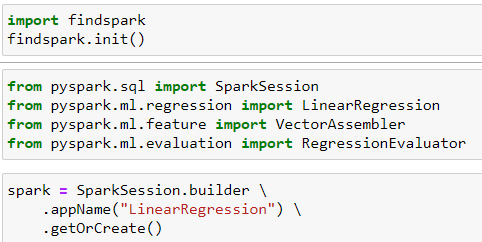 import findspark
findspark.init()
from pyspark.sql import SparkSession
from pyspark.ml.regression import LinearRegression
from pyspark.ml.feature import VectorAssembler
from pyspark.ml.evaluation import RegressionEvaluator
spark = SparkSession.builder \
    .appName("LinearRegression") \
    .getOrCreate()